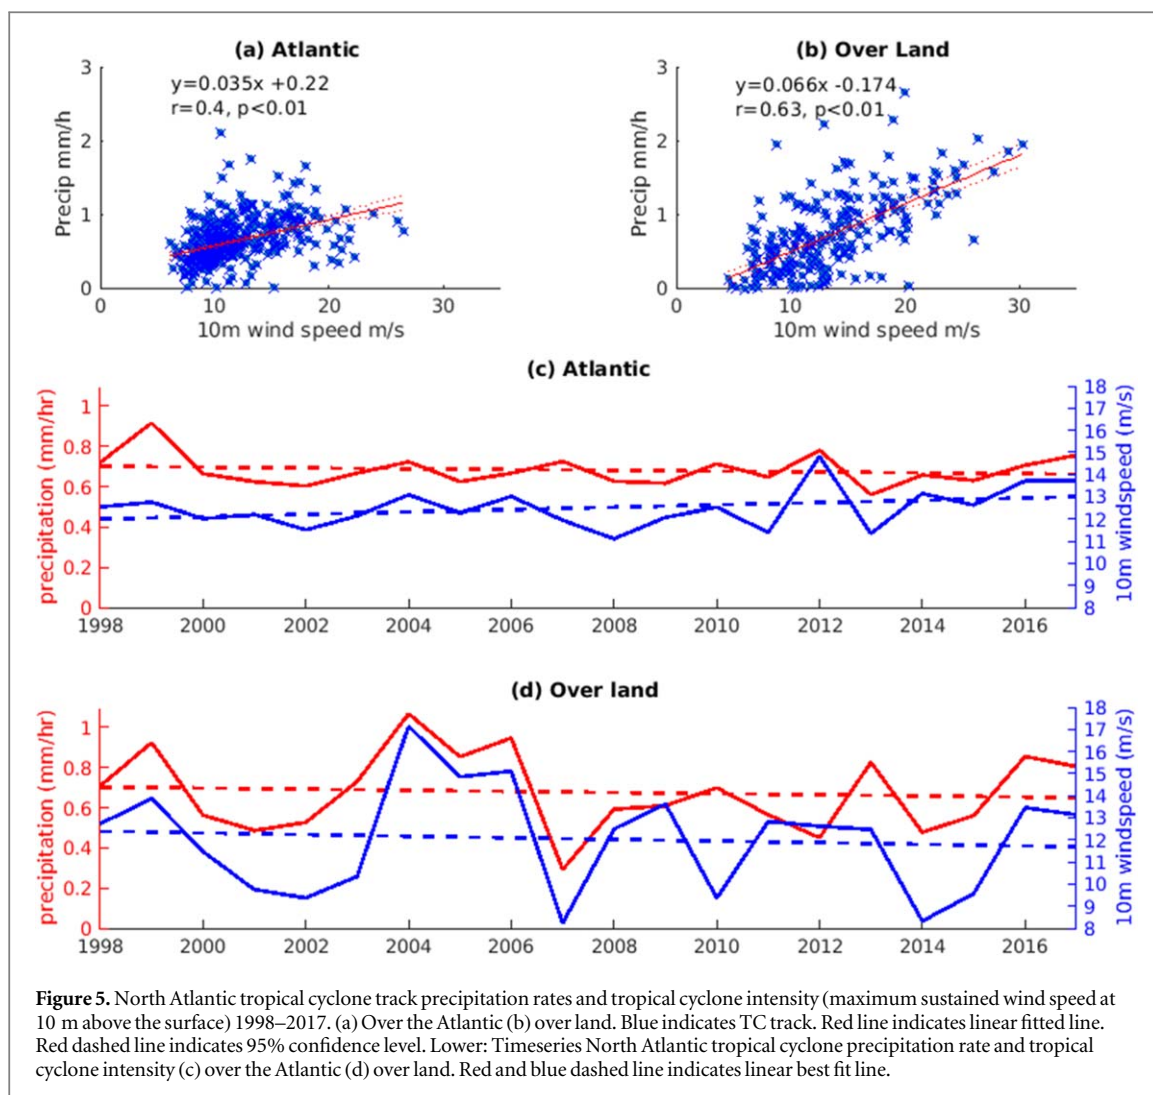 (a) Atlantic
y=0.035x +0.22
r=0.4, p<0.01
Precip mm/h
3
2
1
0
0 10 20 30
10m wind speed m/s
(b) Over Land
y=0.066x -0.174
r=0.63, p<0.01
Precip mm/h
3
2
1
0
0 10 20 30
10m wind speed m/s
(c) Atlantic
precipitation (mm/hr)
1
0.8
0.6
0.4
0.2
0
18
17
16
15
14
13
12
11
10
9
8
10m windspeed (m/s)
1998 2000 2002 2004 2006 2008 2010 2012 2014 2016
(d) Over land
precipitation (mm/hr)
1
0.8
0.6
0.4
0.2
0
18
17
16
15
14
13
12
11
10
9
8
10m windspeed (m/s)
1998 2000 2002 2004 2006 2008 2010 2012 2014 2016
Figure 5. North Atlantic tropical cyclone track precipitation rates and tropical cyclone intensity (maximum sustained wind speed at
10 m above the surface) 1998–2017. (a) Over the Atlantic (b) over land. Blue indicates TC track. Red line indicates linear fitted line.
Red dashed line indicates 95% confidence level. Lower: Timeseries North Atlantic tropical cyclone precipitation rate and tropical
cyclone intensity (c) over the Atlantic (d) over land. Red and blue dashed line indicates linear best fit line.